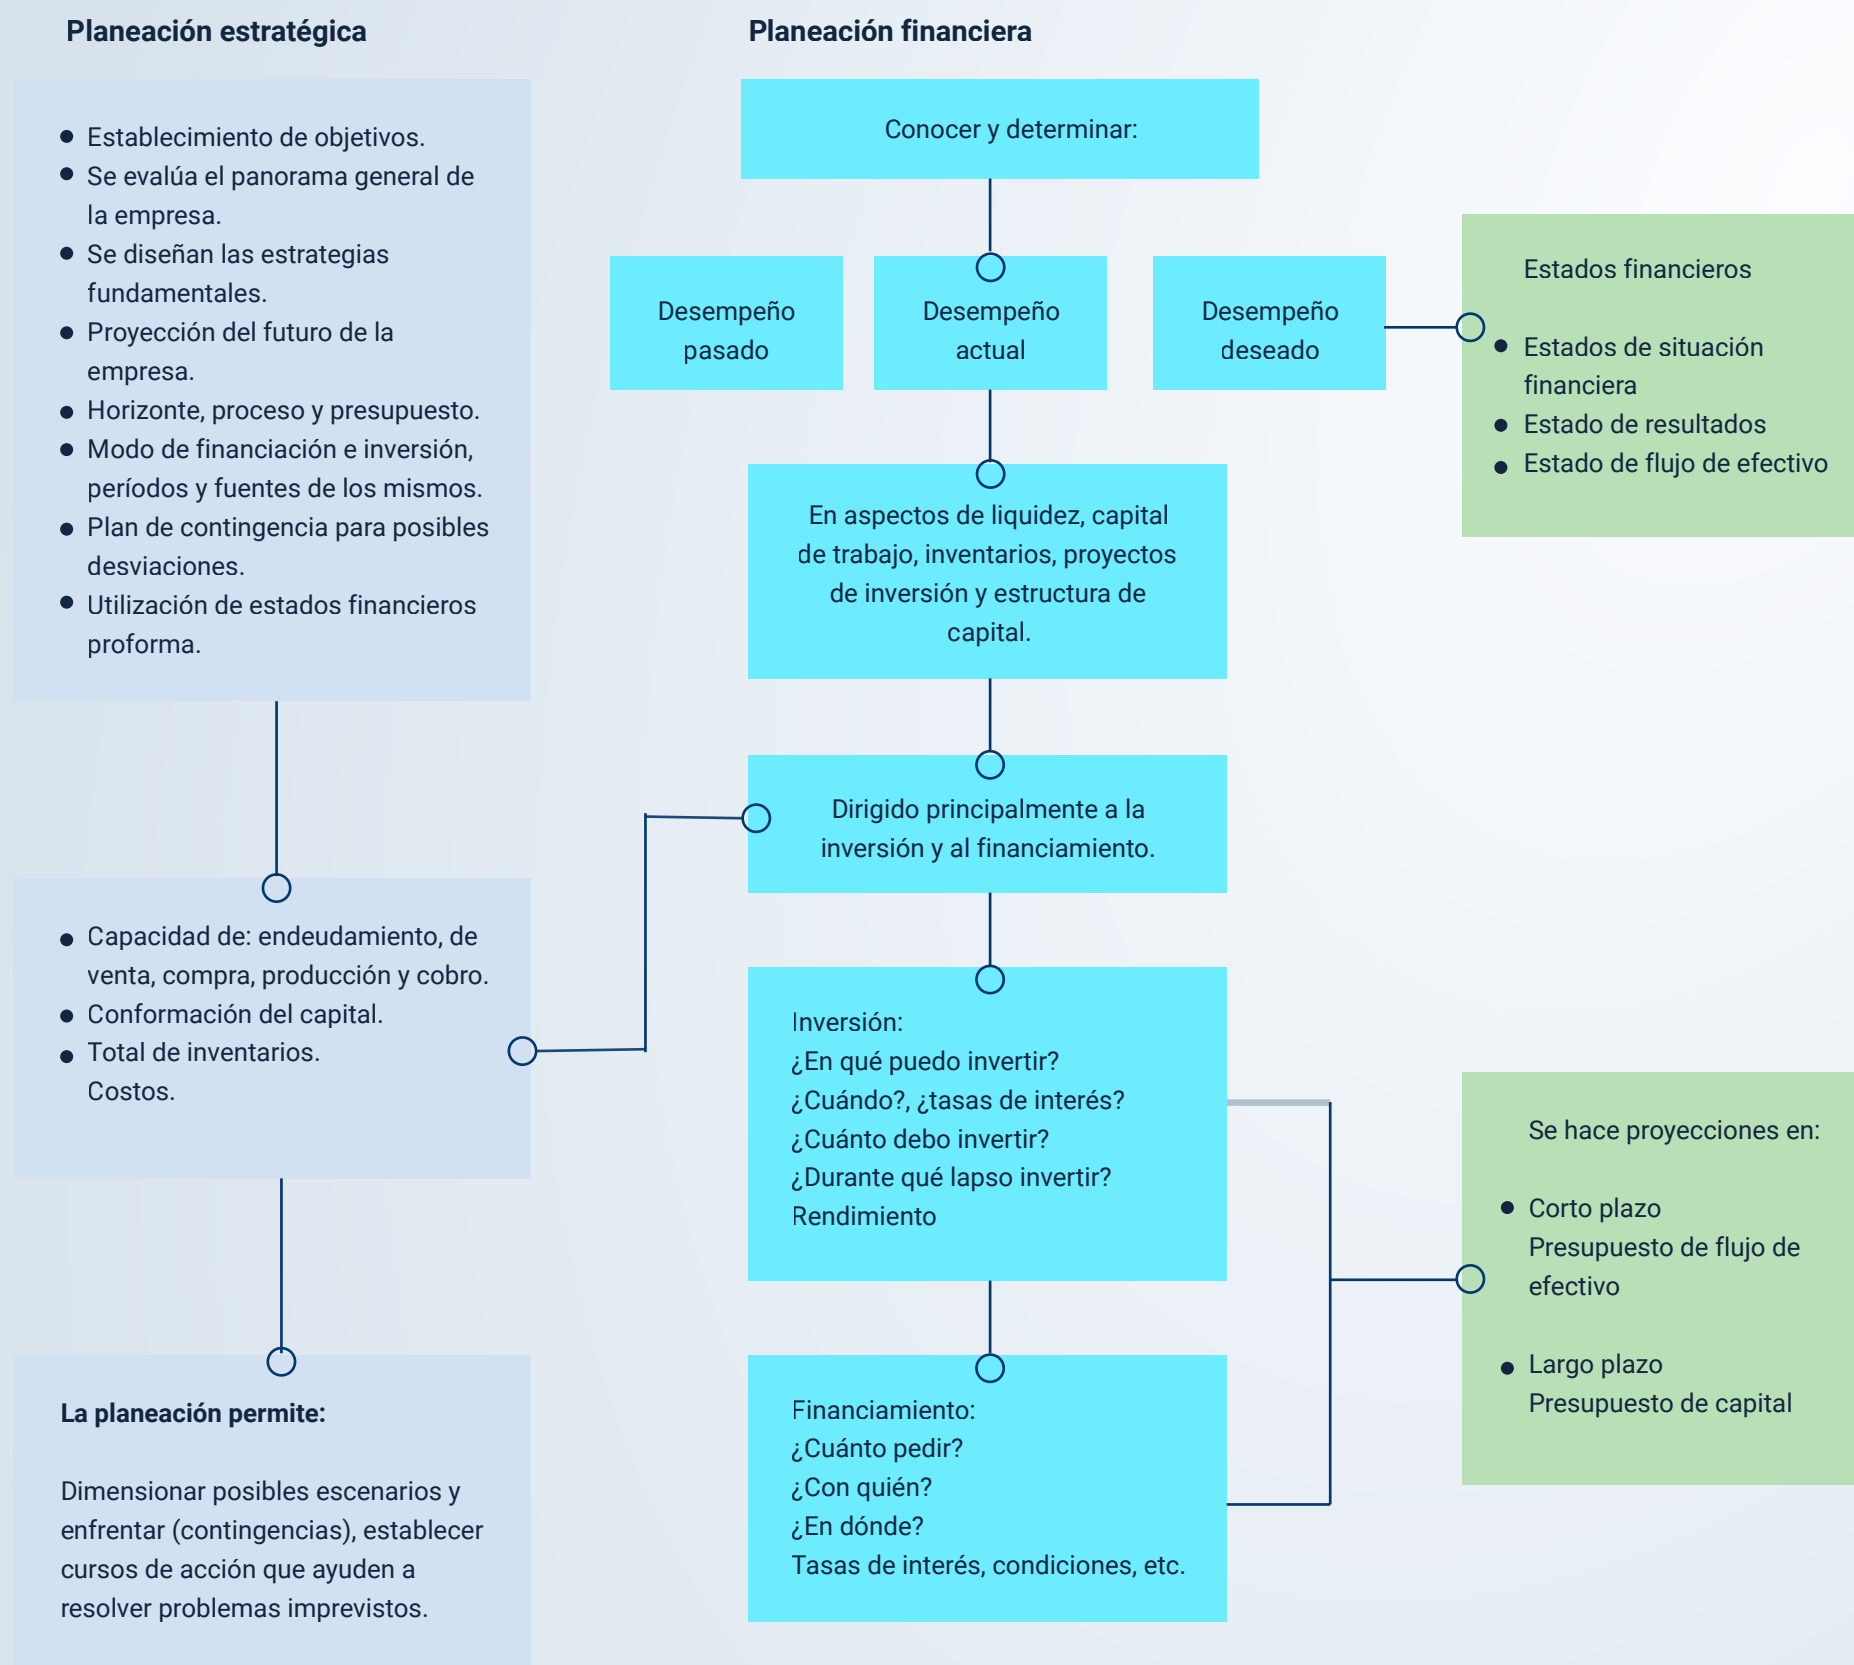 Planeación estratégica
Establecimiento de objetivos.
Se evalúa el panorama general de
la empresa.
Se diseñan las estrategias
fundamentales.
Proyección del futuro de la
empresa.
Horizonte, proceso y presupuesto.
Modo de financiación e inversión,
períodos y fuentes de los mismos.
Plan de contingencia para posibles
desviaciones.
Utilización de estados financieros
proforma.
Capacidad de: endeudamiento, de
venta, compra, producción y cobro.
Conformación del capital.
Total de inventarios.
Costos.
La planeación permite:
Dimensionar posibles escenarios y
enfrentar (contingencias), establecer
cursos de acción que ayuden a
resolver problemas imprevistos.
Planeación financiera
Conocer y determinar:
Desempeño
pasado
Desempeño
actual
Desempeño
deseado
En aspectos de liquidez, capital
de trabajo, inventarios, proyectos
de inversión y estructura de
capital.
Dirigido principalmente a la
inversión y al financiamiento.
Inversión:
¿En qué puedo invertir?
¿Cuándo?, ¿tasas de interés?
¿Cuánto debo invertir?
¿Durante qué lapso invertir?
Rendimiento
Financiamiento:
¿Cuánto pedir?
¿Con quién?
¿En dónde?
Tasas de interés, condiciones, etc.
Estados financieros
Estados de situación
financiera
Estado de resultados
Estado de flujo de efectivo
Se hace proyecciones en:
Corto plazo
Presupuesto de flujo de
efectivo
Largo plazo
Presupuesto de capital